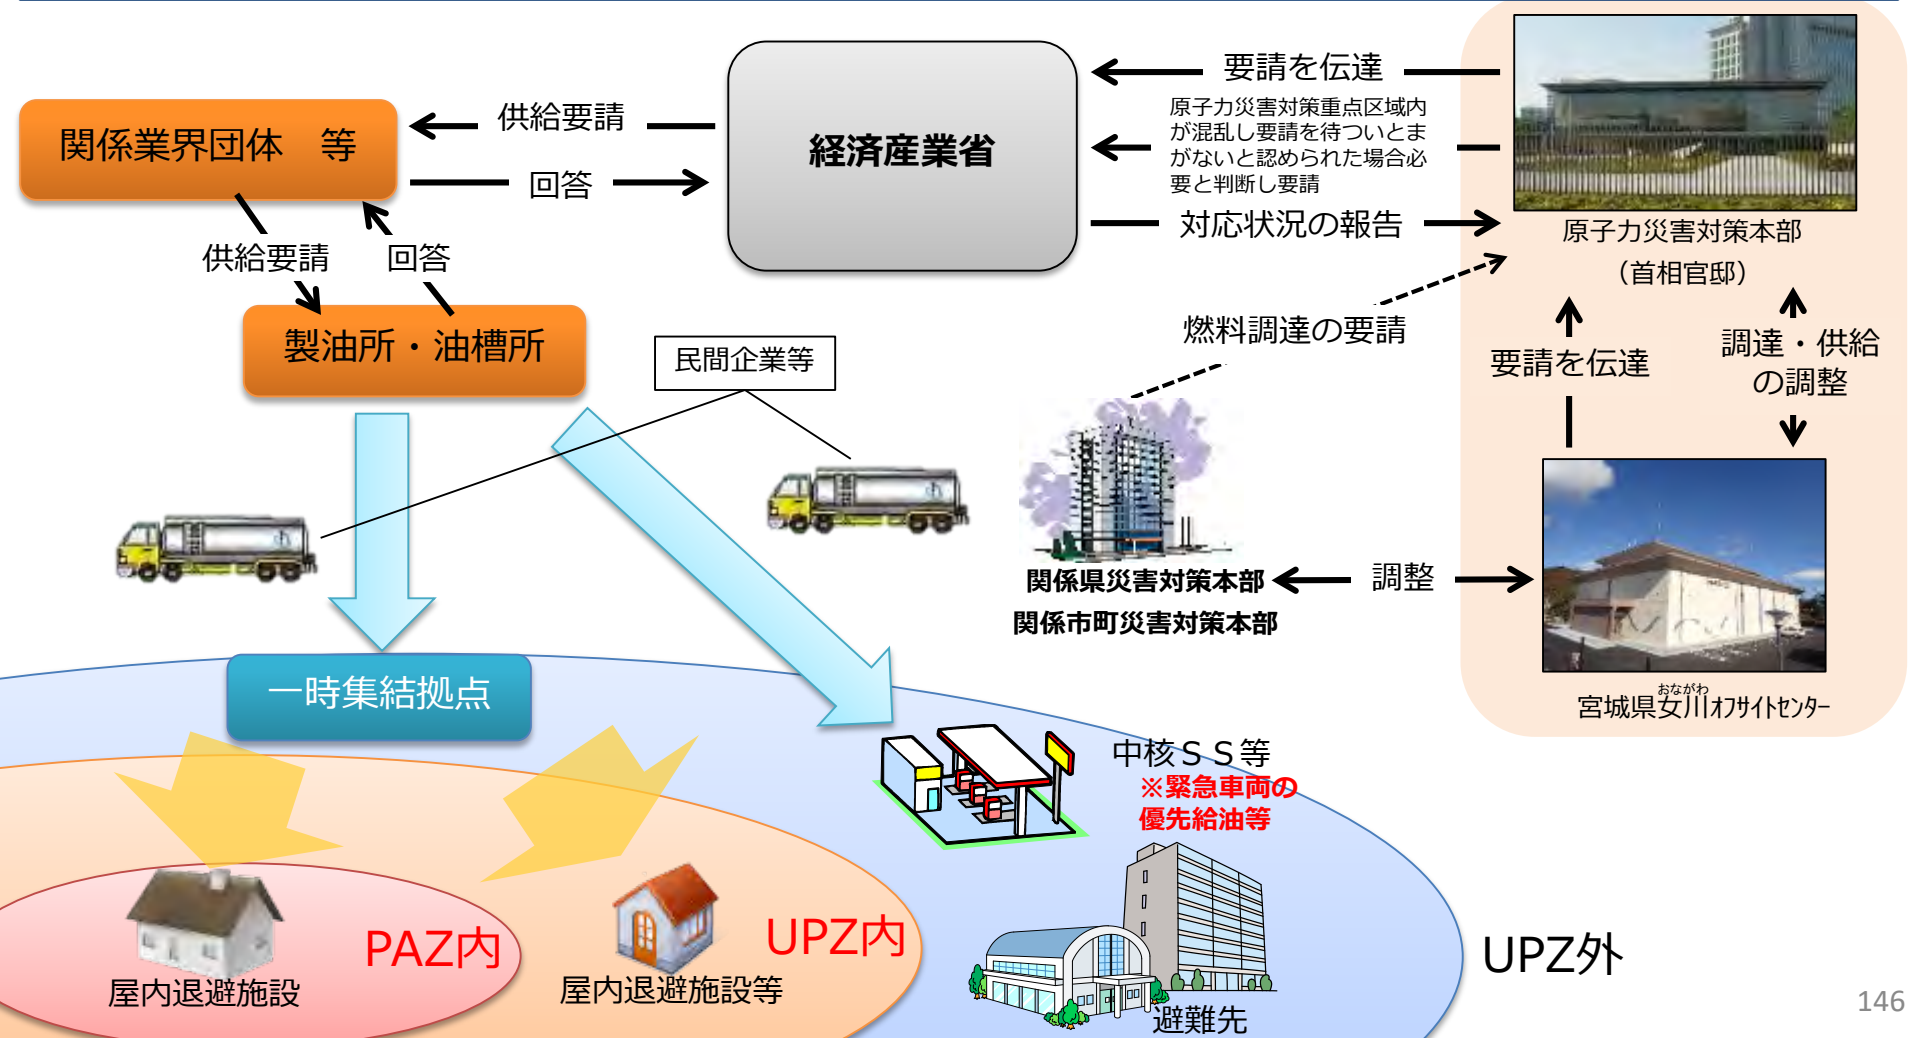 要請を伝達
原子力災害対策重点区域内
が混乱し要請を待ついとま
がないと認められた場合必
要と判断し要請
対応状況の報告
経済産業省
供給要請
回答
関係業界団体　等
供給要請
回答
製油所・油槽所
民間企業等
原子力災害対策本部
（首相官邸）
燃料調達の要請
要請を伝達
調達・供給
の調整
関係県災害対策本部
関係市町災害対策本部
調整
おながわ
宮城県女川ｵﾌｻｲﾄｾﾝﾀｰ
一時集結拠点
中核ＳＳ等
※緊急車両の
優先給油等
PAZ内
屋内退避施設
UPZ内
屋内退避施設等
避難先
UPZ外
146